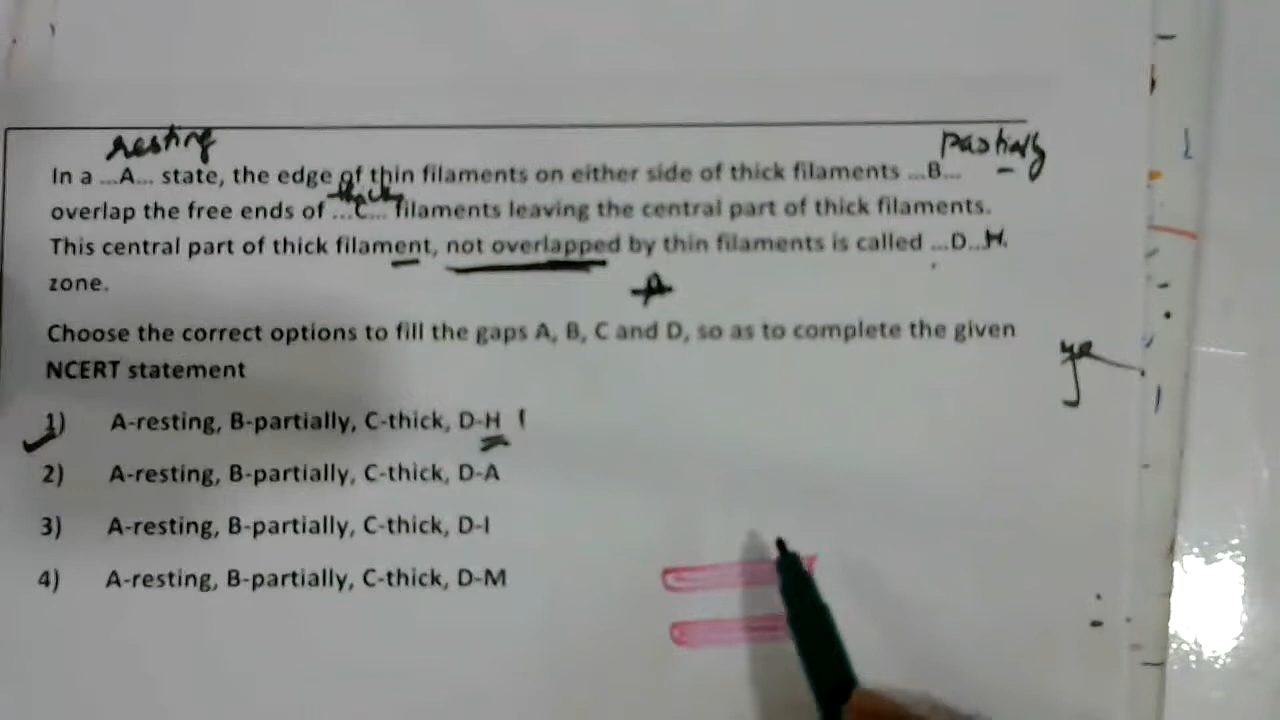 resting
partially
In a ...A... state, the edge of thin filaments on either side of thick filaments ...B...
thick
overlap the free ends of ...C... filaments leaving the central part of thick filaments.
This central part of thick filament, not overlapped by thin filaments is called ...D... H.
zone.
A
Choose the correct options to fill the gaps A, B, C and D, so as to complete the given
NCERT statement
1) A-resting, B-partially, C-thick, D-H
2) A-resting, B-partially, C-thick, D-A
3) A-resting, B-partially, C-thick, D-I
4) A-resting, B-partially, C-thick, D-M